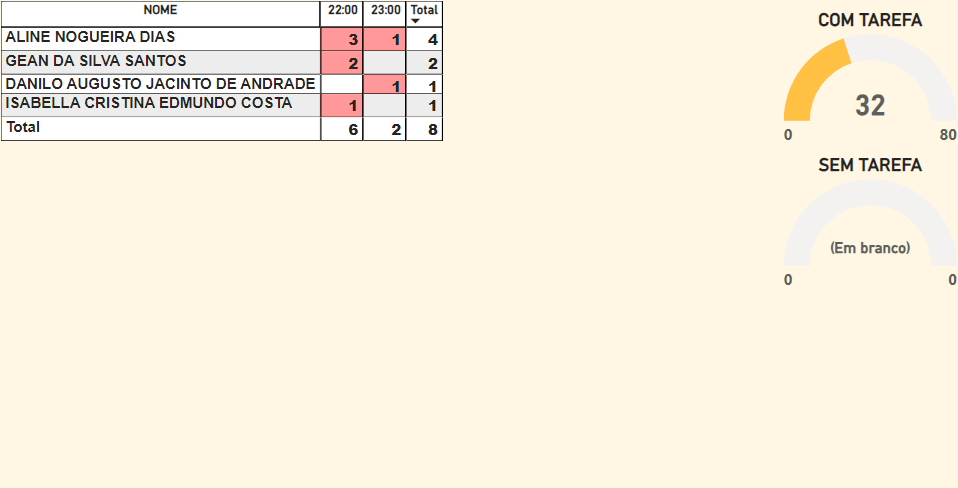 NOME 22:00 23:00 Total
ALINE NOGUEIRA DIAS 3 1 4
GEAN DA SILVA SANTOS 2 2
DANILO AUGUSTO JACINTO DE ANDRADE 1 1
ISABELLA CRISTINA EDMUNDO COSTA 1 1
Total 6 2 8
COM TAREFA
32
0 80
SEM TAREFA
(Em branco)
0 0